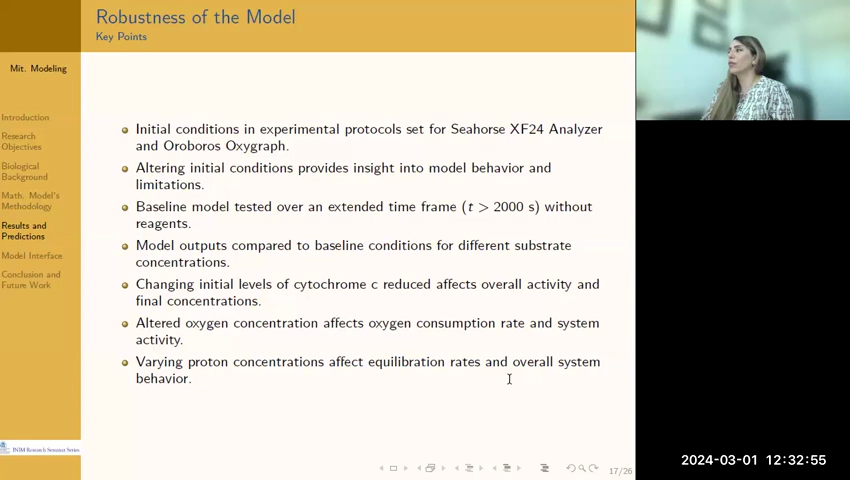 Robustness of the Model
Key Points
Mit. Modeling
Introduction
Research
Objectives
Biological
Background
Math. Model's
Methodology
Results and
Predictions
Model Interface
Conclusion and
Future Work
Initial conditions in experimental protocols set for Seahorse XF24 Analyzer
and Oroboros Oxygraph.
Altering initial conditions provides insight into model behavior and
limitations.
Baseline model tested over an extended time frame (t > 2000 s) without
reagents.
Model outputs compared to baseline conditions for different substrate
concentrations.
Changing initial levels of cytochrome c reduced affects overall activity and
final concentrations.
Altered oxygen concentration affects oxygen consumption rate and system
activity.
Varying proton concentrations affect equilibration rates and overall system
behavior.
Research Seminar Series
17/26
2024-03-01 12:32:55